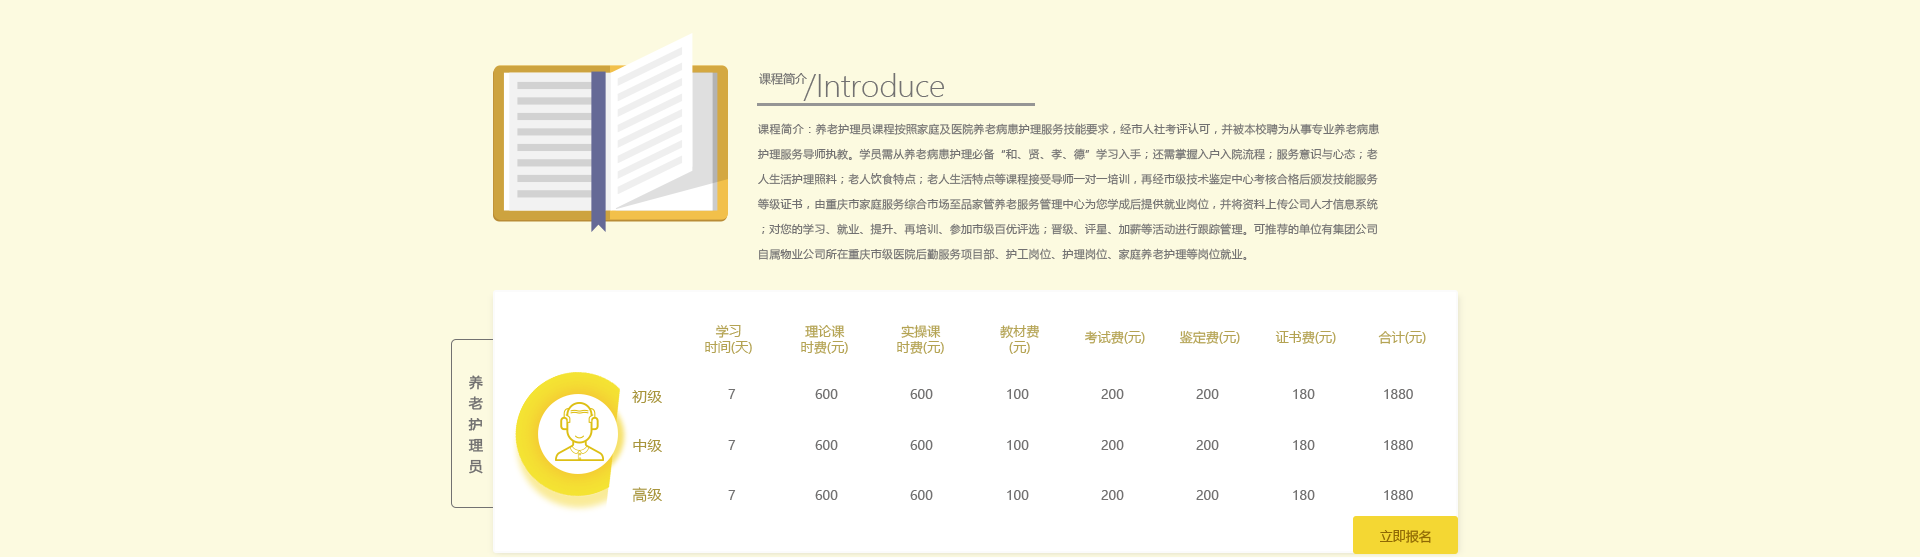 课程简介/Introduce
课程简介：养老护理员课程按照家庭及医院养老病患护理服务技能要求，经市人社考评认可，并被本校聘为从事专业养老病患
护理服务导师执教。学员需从养老病患护理必备“和、贤、孝、德”学习入手；还需掌握入户入院流程；服务意识与心态；老
人生活护理照料；老人饮食特点；老人生活特点等课程接受导师一对一培训，再经市级技术鉴定中心考核合格后颁发技能服务
等级证书，由重庆市家庭服务综合市场至品家管养老服务管理中心为您学成后提供就业岗位，并将资料上传公司人才信息系统
；对您的学习、就业、提升、再培训、参加市级百优评选；晋级、评星、加薪等活动进行跟踪管理。可推荐的单位有集团公司
自属物业公司所在重庆市级医院后勤服务项目部、护工岗位、护理岗位、家庭养老护理等岗位就业。
养老护理员
学习 理论课 实操课 教材费 考试费(元) 鉴定费(元) 证书费(元) 合计(元)
时间(天) 时费(元) 时费(元) (元)
初级 7 600 600 100 200 200 180 1880
中级 7 600 600 100 200 200 180 1880
高级 7 600 600 100 200 200 180 1880
立即报名